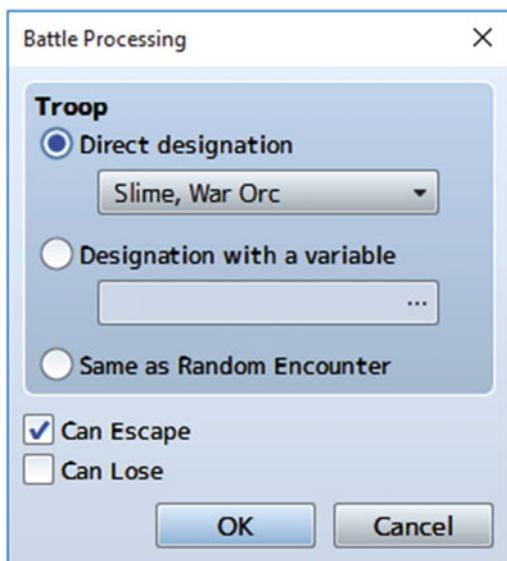 Battle Processing
Troop
Direct designation
Slime, War Orc
Designation with a variable
...
Same as Random Encounter
Can Escape
Can Lose
OK Cancel